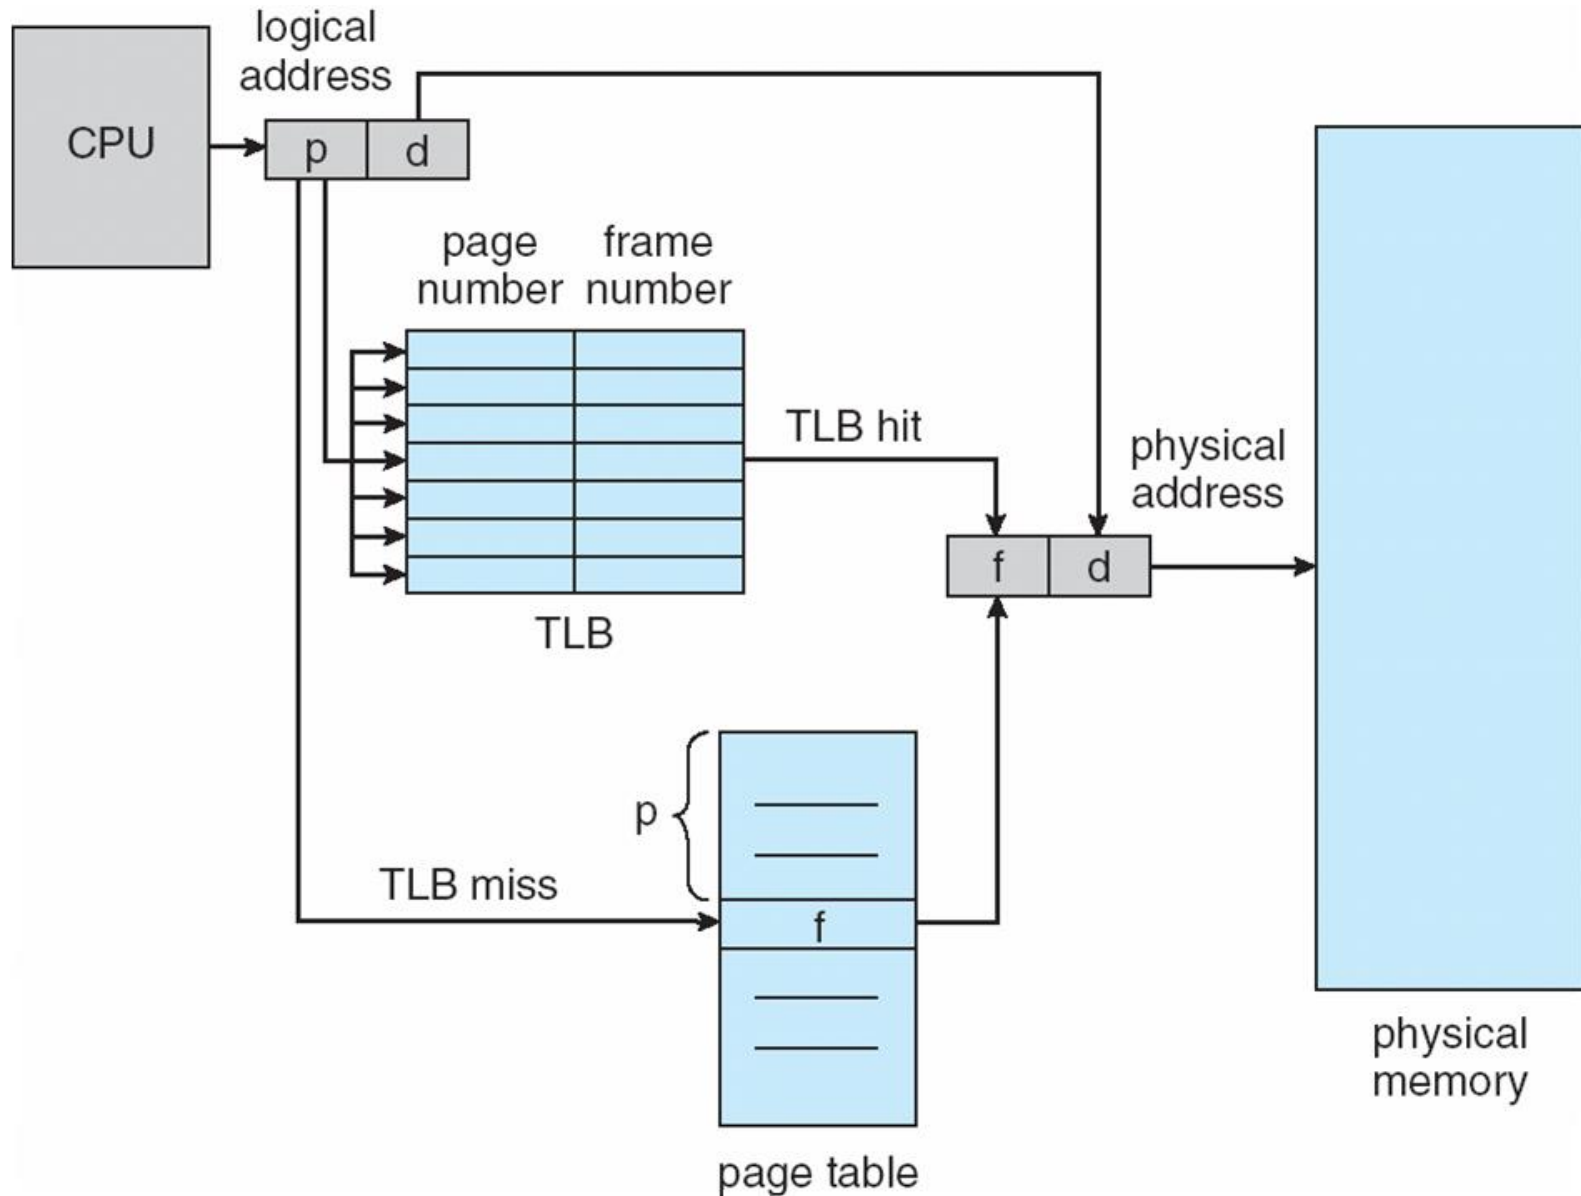 logical
address
CPU
p
d
page
number
frame
number
TLB hit
physical
address
f
d
TLB
p
TLB miss
f
physical
memory
page table